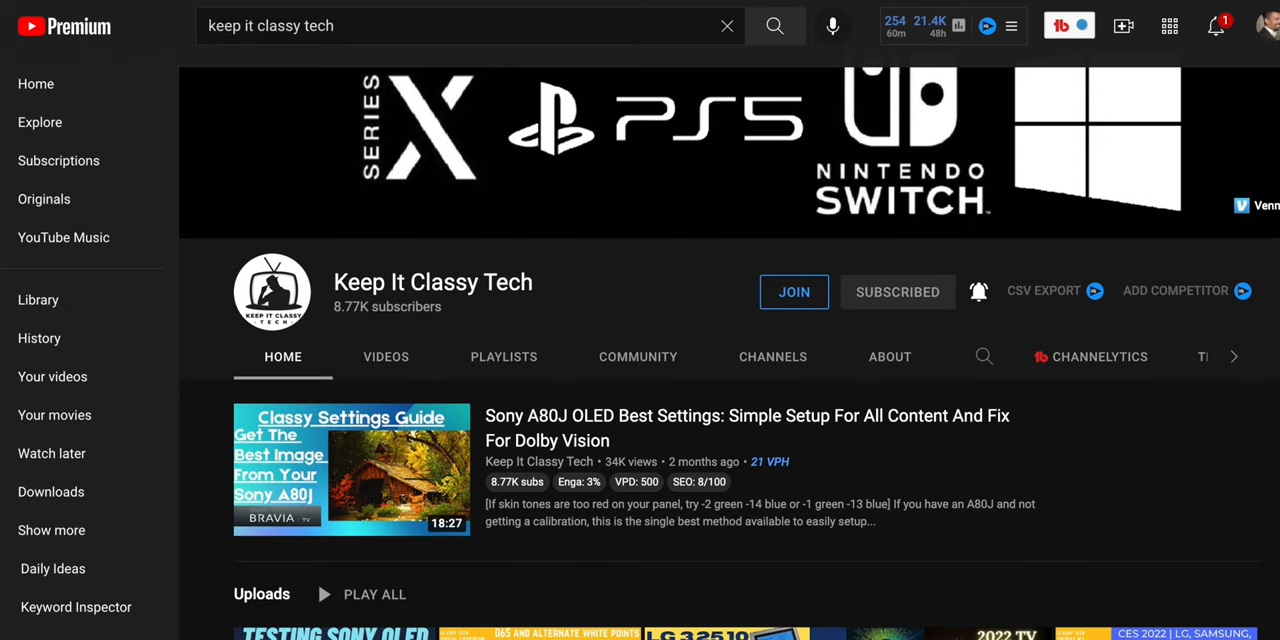 Premium
keep it classy tech
254 21.4K
60m 48h
1
Home
Explore
Subscriptions
Originals
YouTube Music
Library
History
Your videos
Your movies
Watch later
Downloads
Show more
Daily Ideas
Keyword Inspector
SERIES X
PS5
NINTENDO
SWITCH
Venm
KEEP IT CLASSY
TECH
Keep It Classy Tech
8.77K subscribers
JOIN
SUBSCRIBED
CSV EXPORT
ADD COMPETITOR
HOME
VIDEOS
PLAYLISTS
COMMUNITY
CHANNELS
ABOUT
CHANNELYTICS
Classy Settings Guide
Get The
Best Image
From Your
Sony A80J
BRAVIA TV
18:27
Sony A80J OLED Best Settings: Simple Setup For All Content And Fix
For Dolby Vision
Keep It Classy Tech • 34K views • 2 months ago • 21 VPH
8.77K subs Enga: 3% VPD: 500 SEO: 8/100
[If skin tones are too red on your panel, try -2 green -14 blue or -1 green -13 blue] If you have an A80J and not
getting a calibration, this is the single best method available to easily setup...
Uploads
PLAY ALL
TESTING SONY OLED
D65 AND ALTERNATE WHITE POINTS
2022 TV
CES 2022 | LG, SAMSUNG,